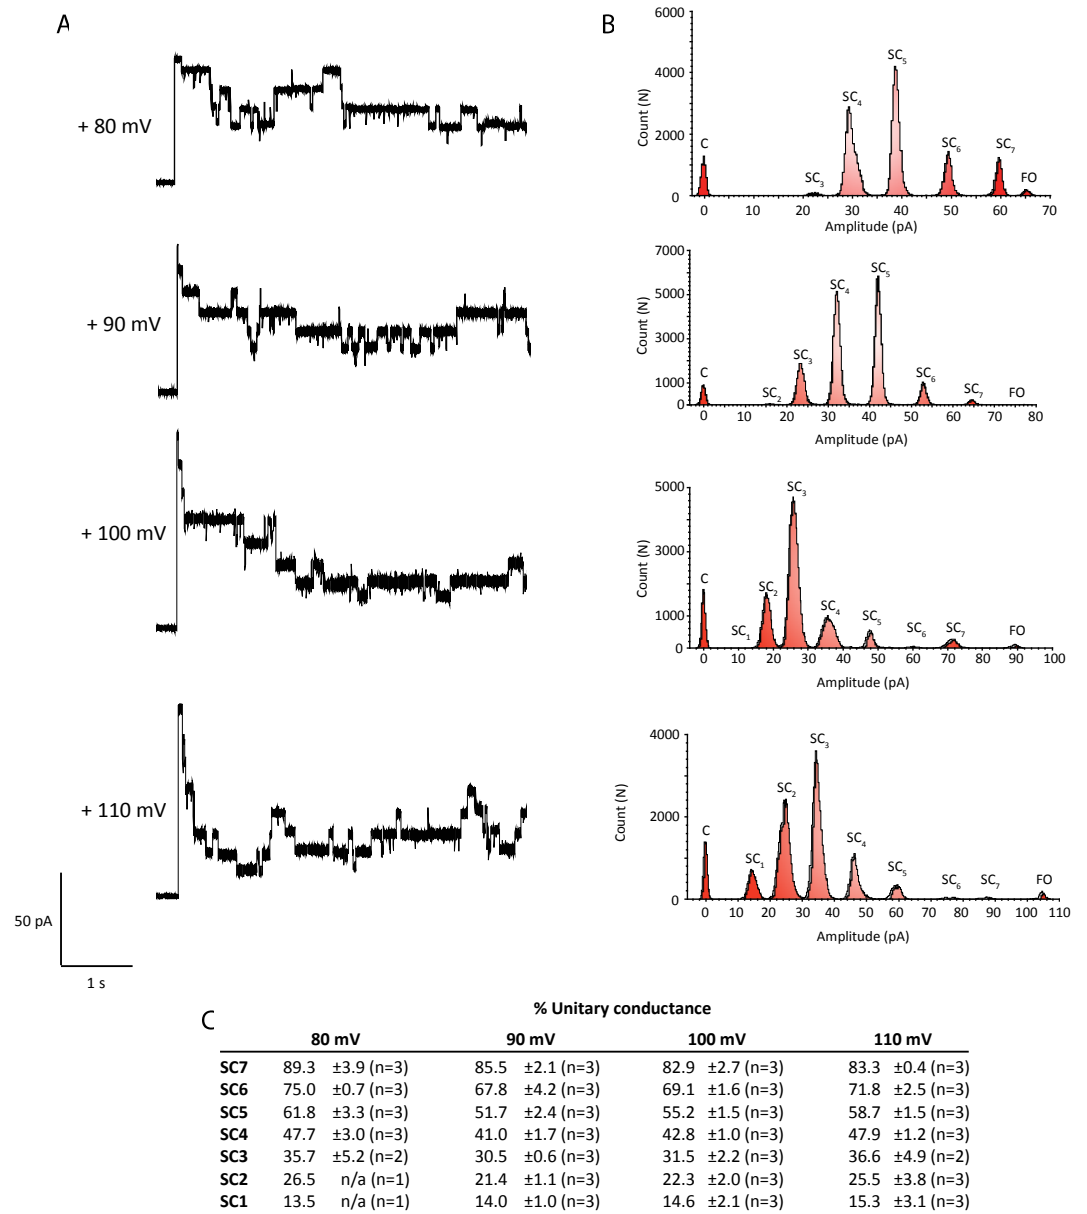 A
+ 80 mV
+ 90 mV
+ 100 mV
+ 110 mV
50 pA
1 s
B
6000
4000
2000
0
Count (N)
C
SC3
SC4
SC5
SC6
SC7
FO
0 10 20 30 40 50 60 70
Amplitude (pA)
7000
5000
3000
1000
0
Count (N)
C
SC2
SC3
SC4
SC5
SC6
SC7
FO
0 10 20 30 40 50 60 70 80
Amplitude (pA)
5000
3000
1000
0
Count (N)
C
SC1
SC2
SC3
SC4
SC5
SC6
SC7
FO
0 10 20 30 40 50 60 70 80 90 100
Amplitude (pA)
4000
2000
0
Count (N)
C
SC1
SC2
SC3
SC4
SC5
SC6
SC7
FO
0 10 20 30 40 50 60 70 80 90 100 110
Amplitude (pA)
C
% Unitary conductance
80 mV 90 mV 100 mV 110 mV
SC7 89.3 ±3.9 (n=3) 85.5 ±2.1 (n=3) 82.9 ±2.7 (n=3) 83.3 ±0.4 (n=3)
SC6 75.0 ±0.7 (n=3) 67.8 ±4.2 (n=3) 69.1 ±1.6 (n=3) 71.8 ±2.5 (n=3)
SC5 61.8 ±3.3 (n=3) 51.7 ±2.4 (n=3) 55.2 ±1.5 (n=3) 58.7 ±1.5 (n=3)
SC4 47.7 ±3.0 (n=3) 41.0 ±1.7 (n=3) 42.8 ±1.0 (n=3) 47.9 ±1.2 (n=3)
SC3 35.7 ±5.2 (n=2) 30.5 ±0.6 (n=3) 31.5 ±2.2 (n=3) 36.6 ±4.9 (n=2)
SC2 26.5 n/a (n=1) 21.4 ±1.1 (n=3) 22.3 ±2.0 (n=3) 25.5 ±3.8 (n=3)
SC1 13.5 n/a (n=1) 14.0 ±1.0 (n=3) 14.6 ±2.1 (n=3) 15.3 ±3.1 (n=3)